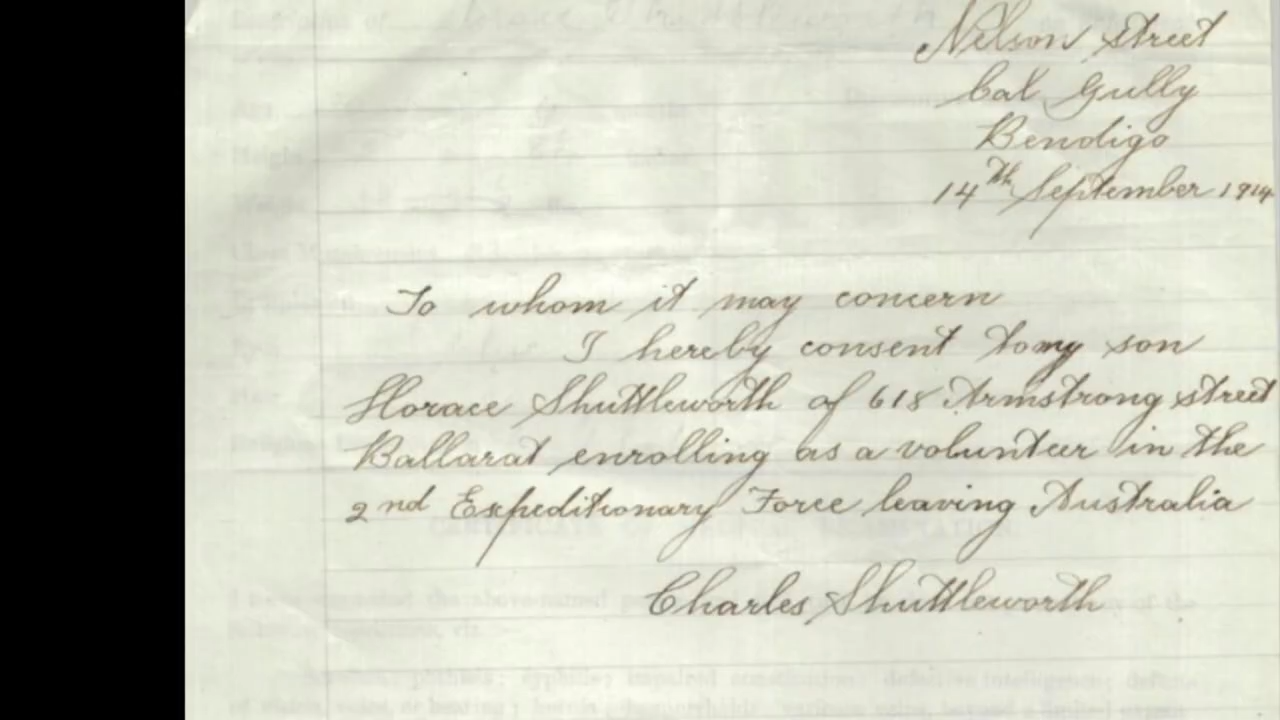 Nelson street
Cal Gully
Bendigo
14th September 1914
To whom it may concern
I hereby consent to my son
Horace Shuttleworth of 618 Armstrong street
Ballarat enrolling as a volunteer in the
2nd Expeditionary Force leaving Australia
Charles Shuttleworth